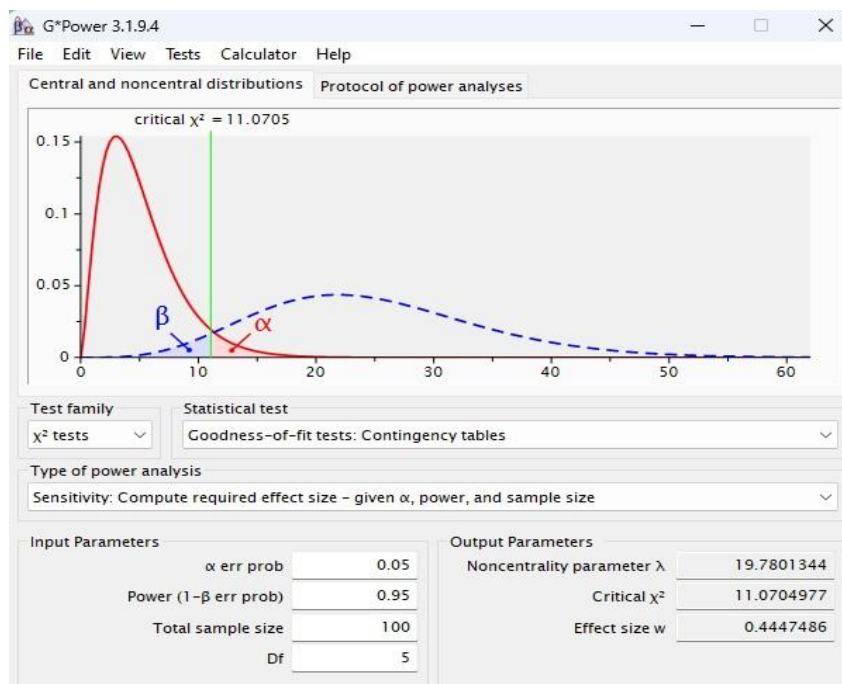 G*Power 3.1.9.4
File Edit View Tests Calculator Help
Central and noncentral distributions Protocol of power analyses
critical χ² = 11.0705
0.15
0.1
0.05
β α
0
0 10 20 30 40 50 60
Test family Statistical test
χ² tests Goodness-of-fit tests: Contingency tables
Type of power analysis
Sensitivity: Compute required effect size – given α, power, and sample size
Input Parameters Output Parameters
α err prob 0.05 Noncentrality parameter λ 19.7801344
Power (1-β err prob) 0.95 Critical χ² 11.0704977
Total sample size 100 Effect size w 0.4447486
Df 5